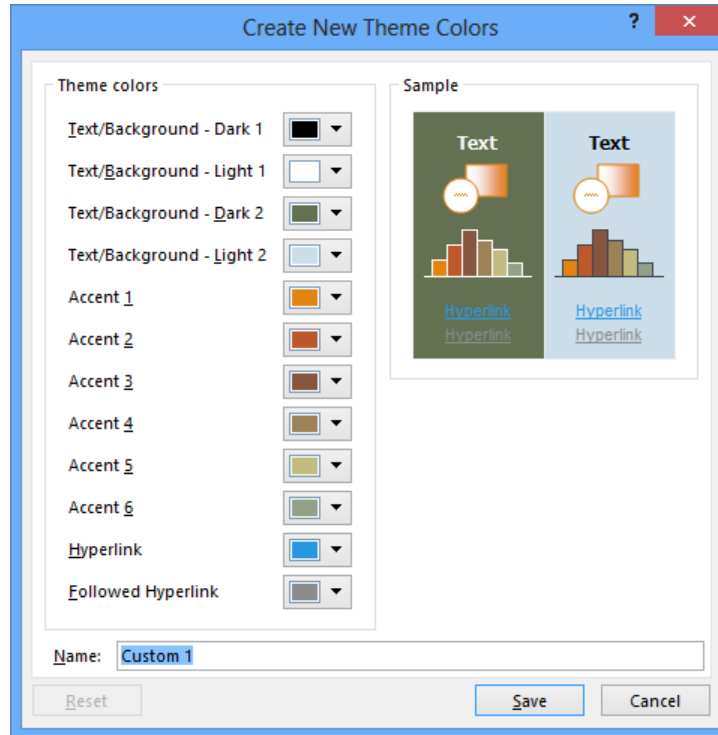 Create New Theme Colors
?
×
Theme colors
Text/Background - Dark 1
Text/Background - Light 1
Text/Background - Dark 2
Text/Background - Light 2
Accent 1
Accent 2
Accent 3
Accent 4
Accent 5
Accent 6
Hyperlink
Followed Hyperlink
Sample
Text Text
Hyperlink Hyperlink
Hyperlink Hyperlink
Name: Custom 1
Reset Save Cancel